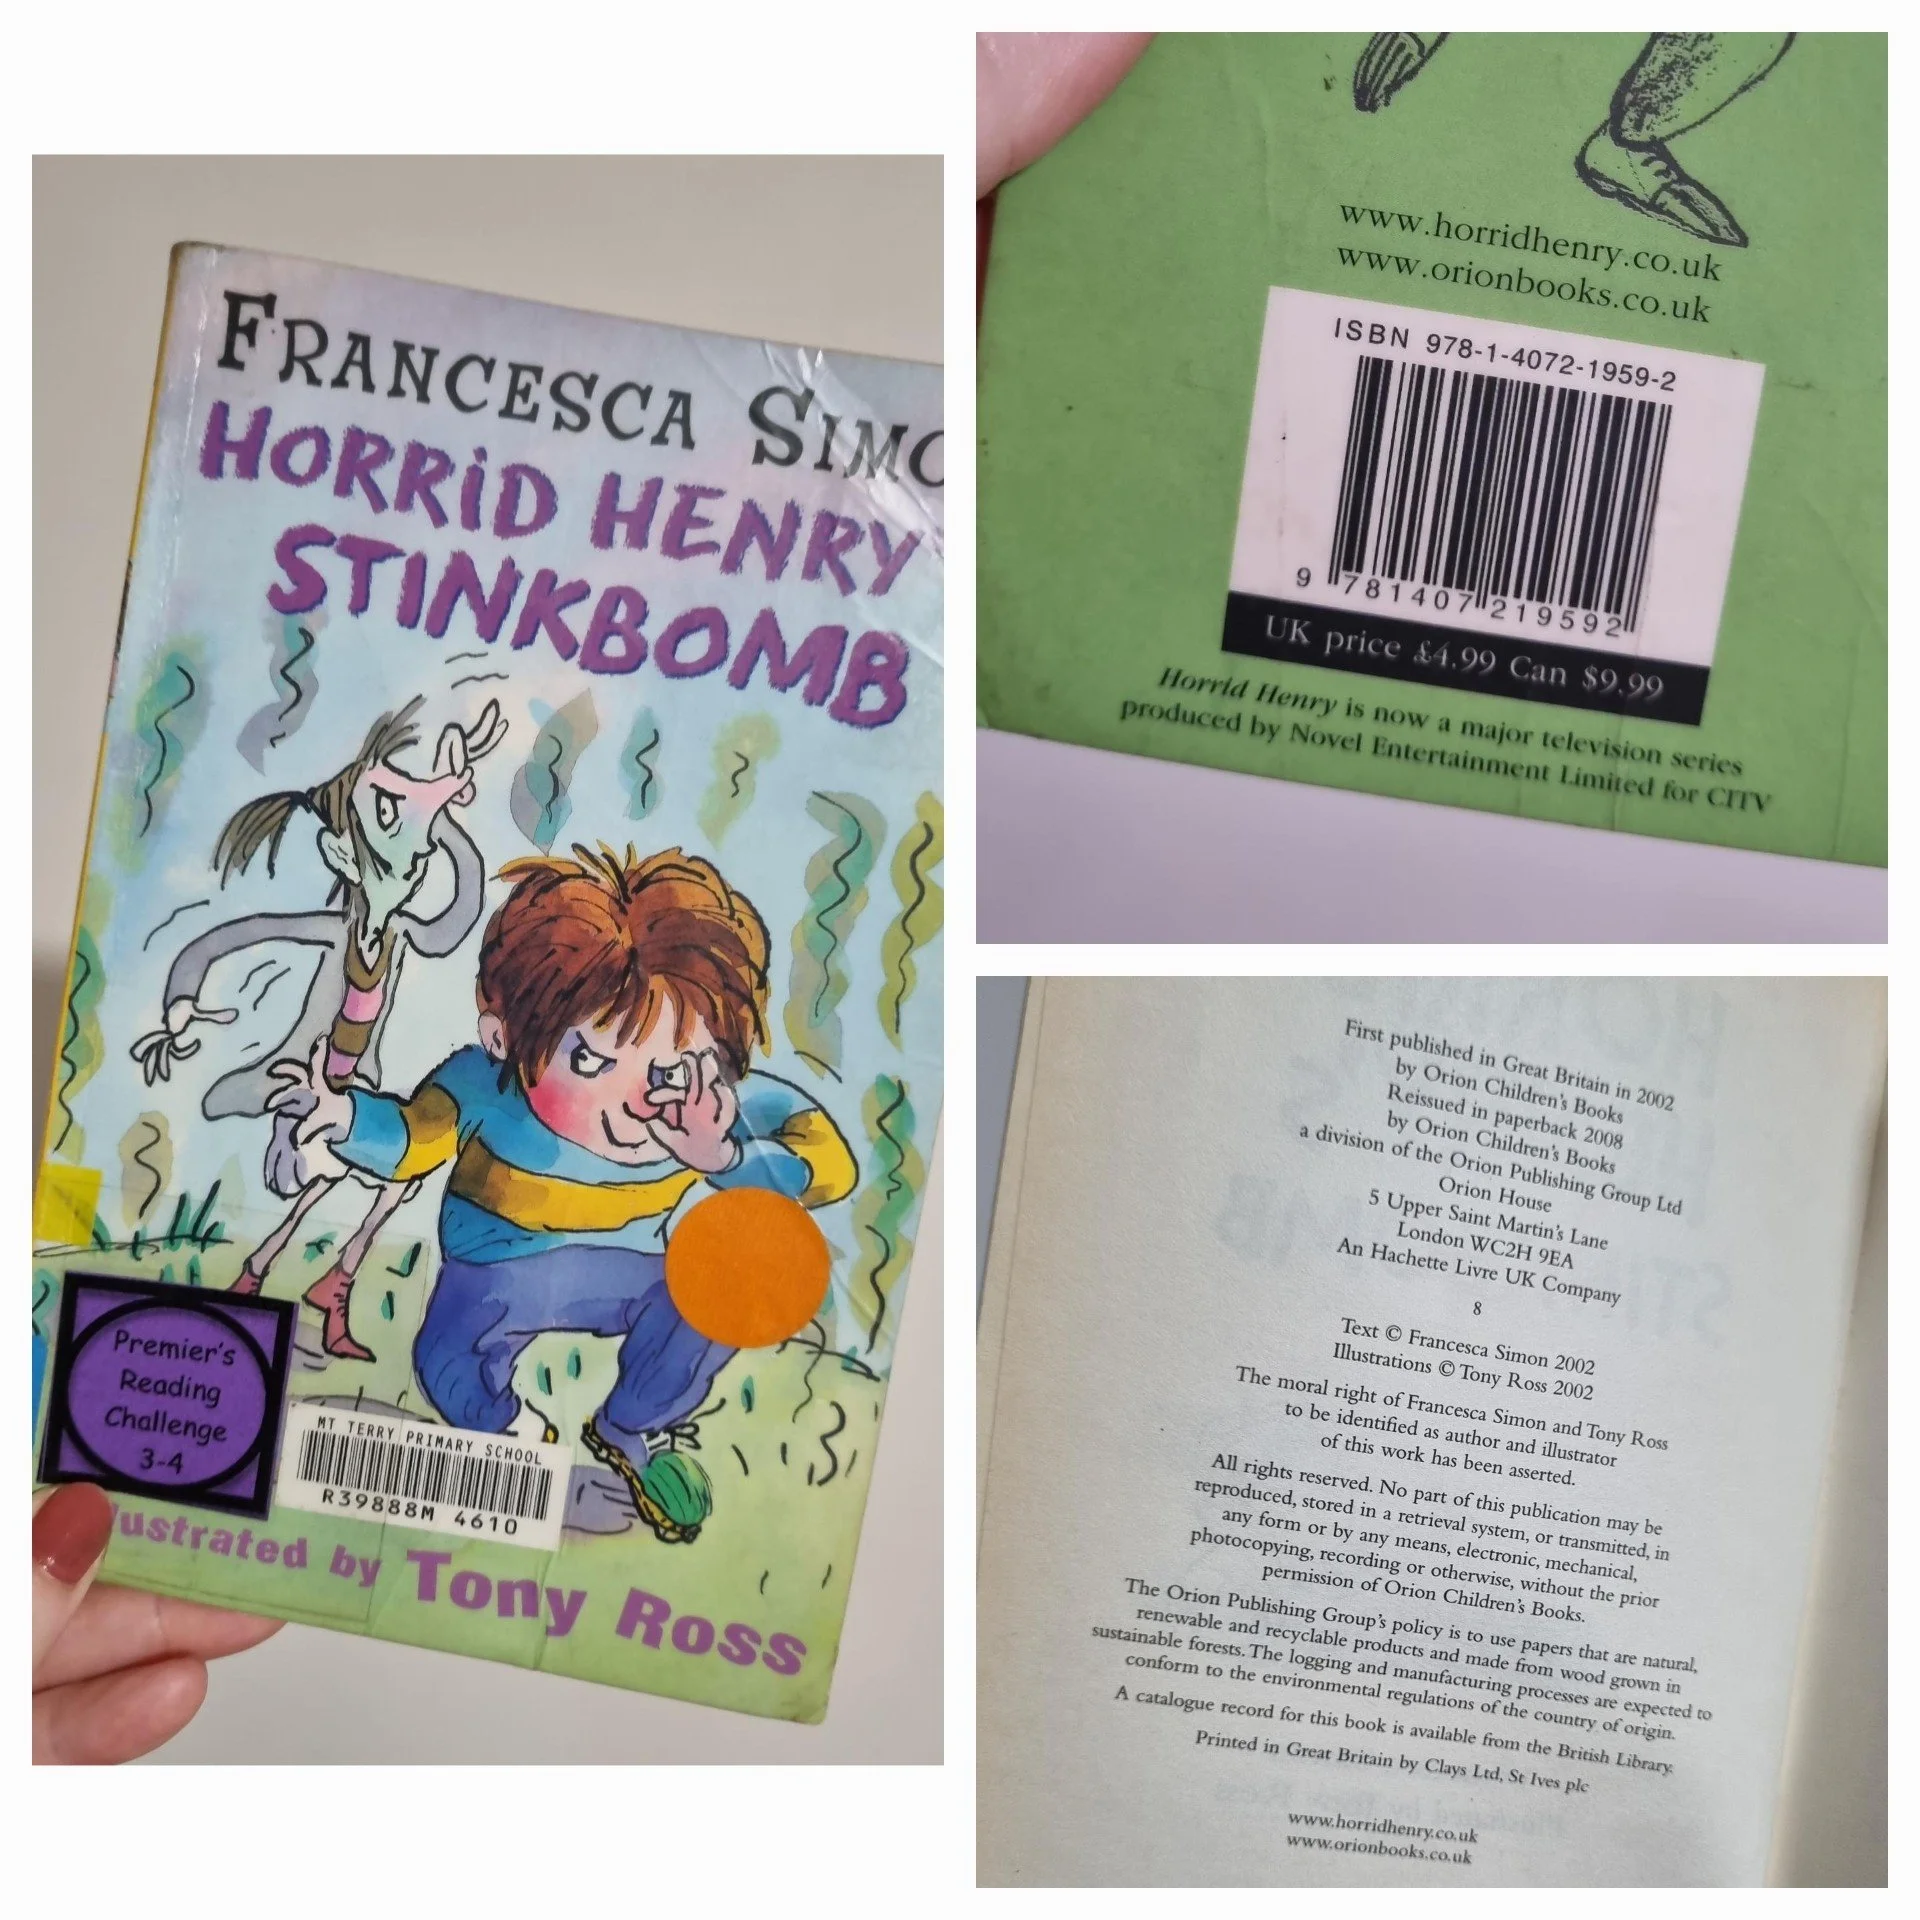 FRANCESCA SIMO
HORRiD HENRY
STINKBOMB
Premier's
Reading
Challenge
3-4
MT TERRY PRIMARY SCHOOL
R39888M 4610
lustrated by Tony Ross
www.horridhenry.co.uk
www.orionbooks.co.uk
ISBN 978-1-4072-1959-2
9 781407 219592
UK price £4.99 Can $9.99
Horrid Henry is now a major television series
produced by Novel Entertainment Limited for CITV
First published in Great Britain in 2002
by Orion Children's Books
Reissued in paperback 2008
by Orion Children's Books
a division of the Orion Publishing Group Ltd
Orion House
5 Upper Saint Martin's Lane
London WC2H 9EA
An Hachette Livre UK Company
8
Text © Francesca Simon 2002
Illustrations © Tony Ross 2002
The moral right of Francesca Simon and Tony Ross
to be identified as author and illustrator
of this work has been asserted.
All rights reserved. No part of this publication may be
reproduced, stored in a retrieval system, or transmitted, in
any form or by any means, electronic, mechanical,
photocopying, recording or otherwise, without the prior
permission of Orion Children's Books.
The Orion Publishing Group's policy is to use papers that are natural,
renewable and recyclable products and made from wood grown in
sustainable forests. The logging and manufacturing processes are expected to
conform to the environmental regulations of the country of origin.
A catalogue record for this book is available from the British Library.
Printed in Great Britain by Clays Ltd, St Ives plc
www.horridhenry.co.uk
www.orionbooks.co.uk